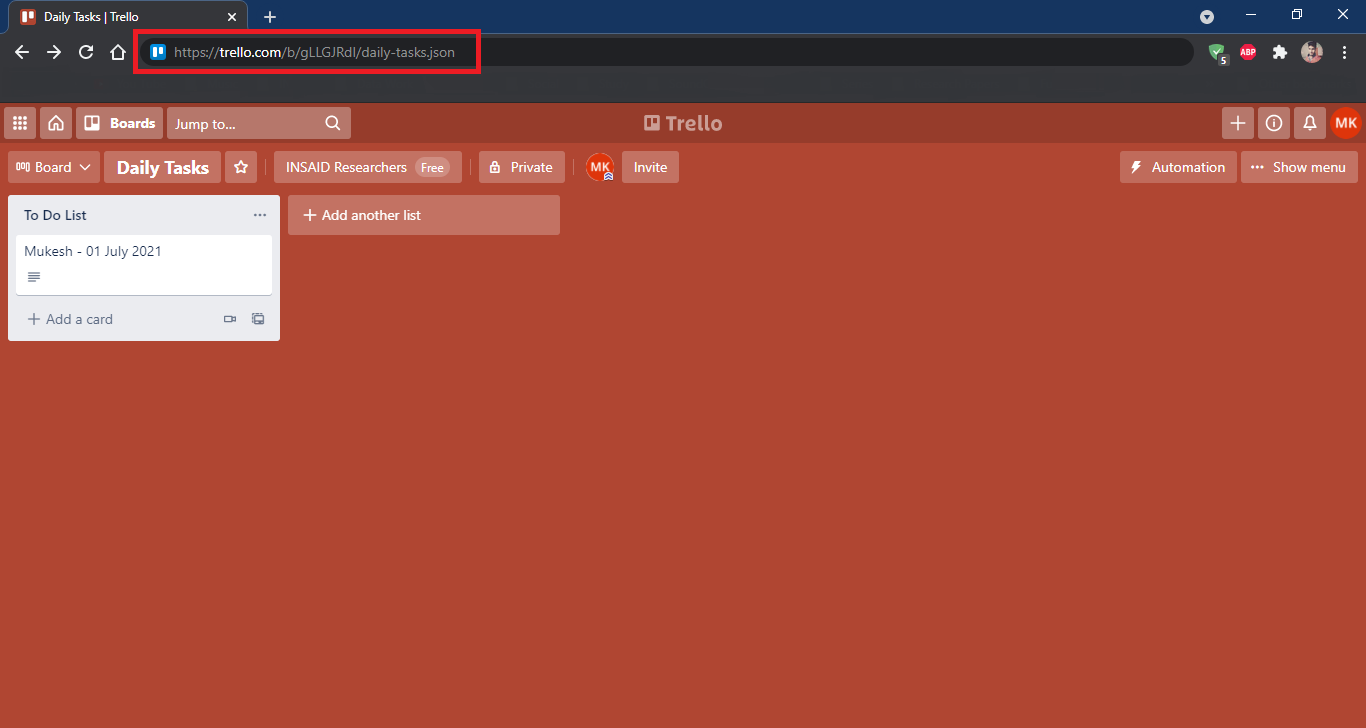 Daily Tasks | Trello
https://trello.com/b/gLLGJRdI/daily-tasks.json
5
ABP
Boards
Jump to...
Trello
MK
Board
Daily Tasks
INSAID Researchers Free
Private
MK
Invite
Automation
Show menu
To Do List
Add another list
Mukesh - 01 July 2021
Add a card